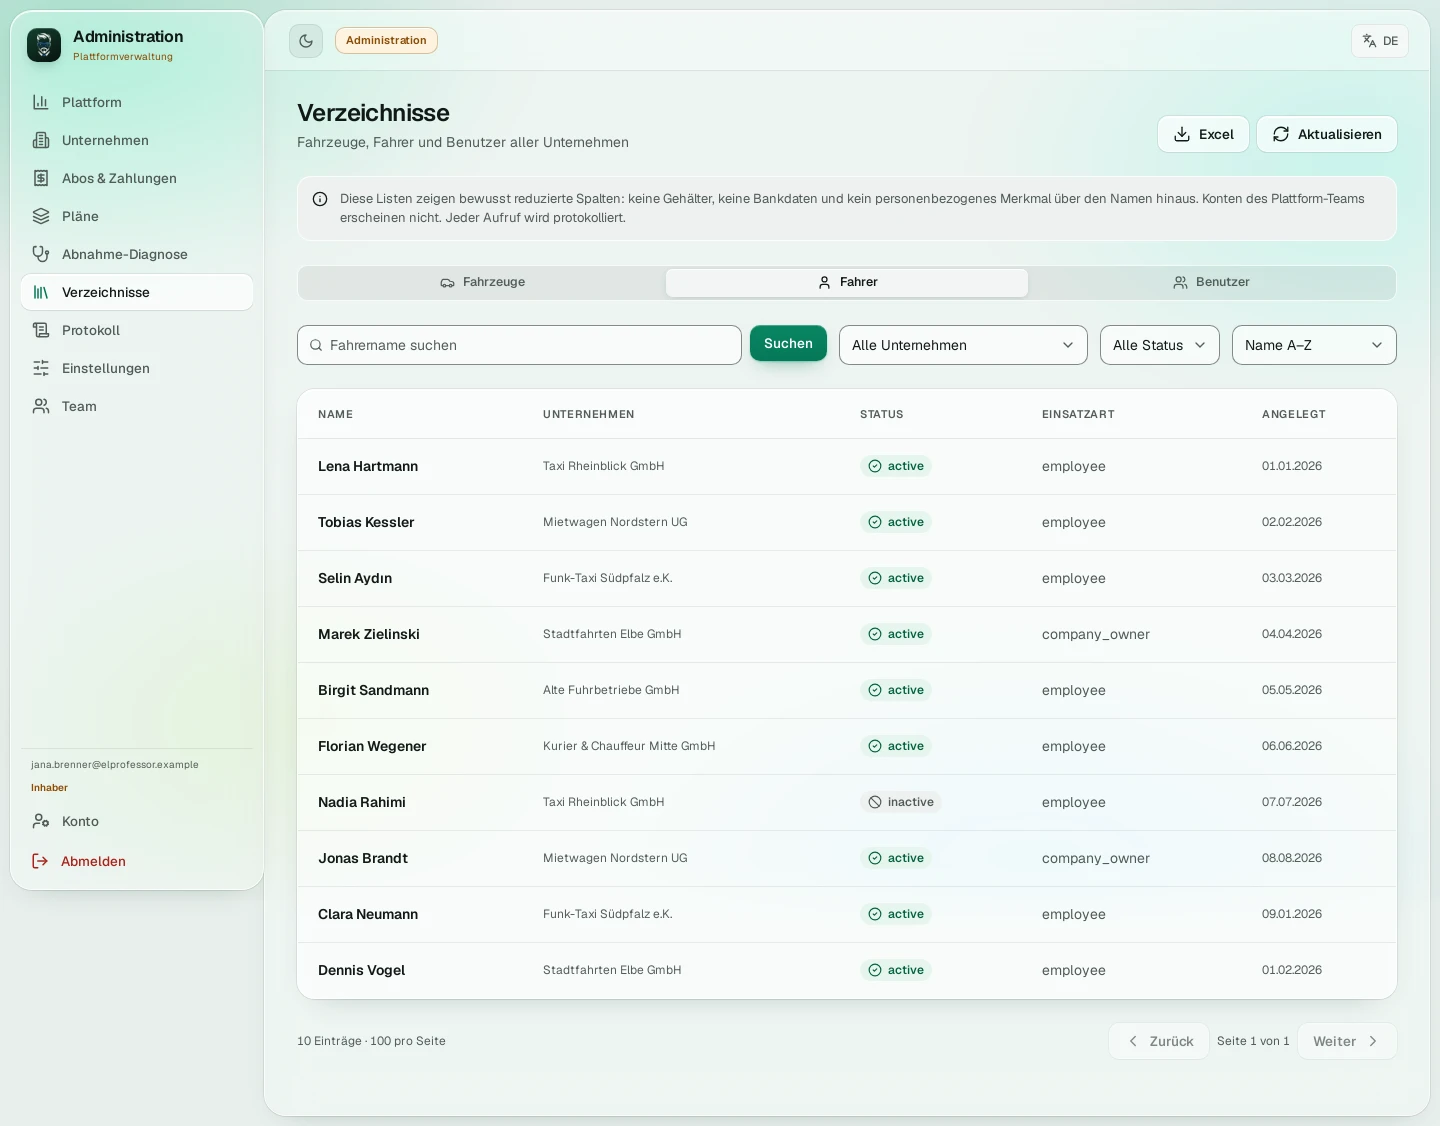 Administration
Plattformverwaltung
Plattform
Unternehmen
Abos & Zahlungen
Pläne
Abnahme-Diagnose
Verzeichnisse
Protokoll
Einstellungen
Team
jana.brenner@elprofessor.example
Inhaber
Konto
Abmelden
Administration
DE
Verzeichnisse
Fahrzeuge, Fahrer und Benutzer aller Unternehmen
Excel
Aktualisieren
Diese Listen zeigen bewusst reduzierte Spalten: keine Gehälter, keine Bankdaten und kein personenbezogenes Merkmal über den Namen hinaus. Konten des Plattform-Teams
erscheinen nicht. Jeder Aufruf wird protokolliert.
Fahrzeuge Fahrer Benutzer
Fahrername suchen Suchen Alle Unternehmen Alle Status Name A–Z
NAME UNTERNEHMEN STATUS EINSATZART ANGELEGT
Lena Hartmann Taxi Rheinblick GmbH active employee 01.01.2026
Tobias Kessler Mietwagen Nordstern UG active employee 02.02.2026
Selin Aydın Funk-Taxi Südpfalz e.K. active employee 03.03.2026
Marek Zielinski Stadtfahrten Elbe GmbH active company_owner 04.04.2026
Birgit Sandmann Alte Fuhrbetriebe GmbH active employee 05.05.2026
Florian Wegener Kurier & Chauffeur Mitte GmbH active employee 06.06.2026
Nadia Rahimi Taxi Rheinblick GmbH inactive employee 07.07.2026
Jonas Brandt Mietwagen Nordstern UG active company_owner 08.08.2026
Clara Neumann Funk-Taxi Südpfalz e.K. active employee 09.01.2026
Dennis Vogel Stadtfahrten Elbe GmbH active employee 01.02.2026
10 Einträge · 100 pro Seite Zurück Seite 1 von 1 Weiter